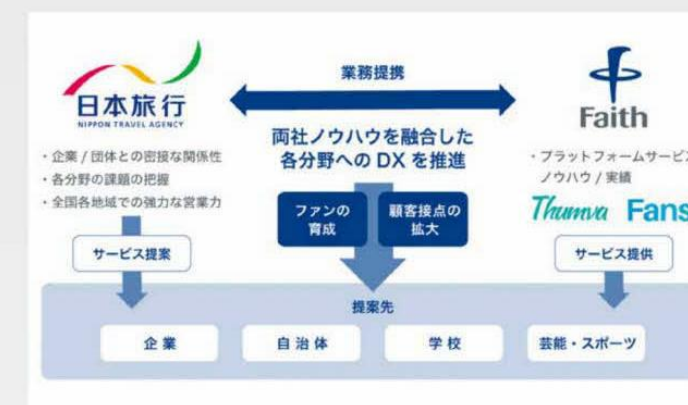 業務提携
日本旅行
NIPPON TRAVEL AGENCY
Faith
両社ノウハウを融合した
各分野への DX を推進
・企業 / 団体との密接な関係性
・各分野の課題の把握
・全国各地域での強力な営業力
・プラットフォームサービス
ノウハウ / 実績
Thumva Fans
ファンの
育成
顧客接点の
拡大
サービス提案
サービス提供
提案先
企業
自治体
学校
芸能・スポーツ